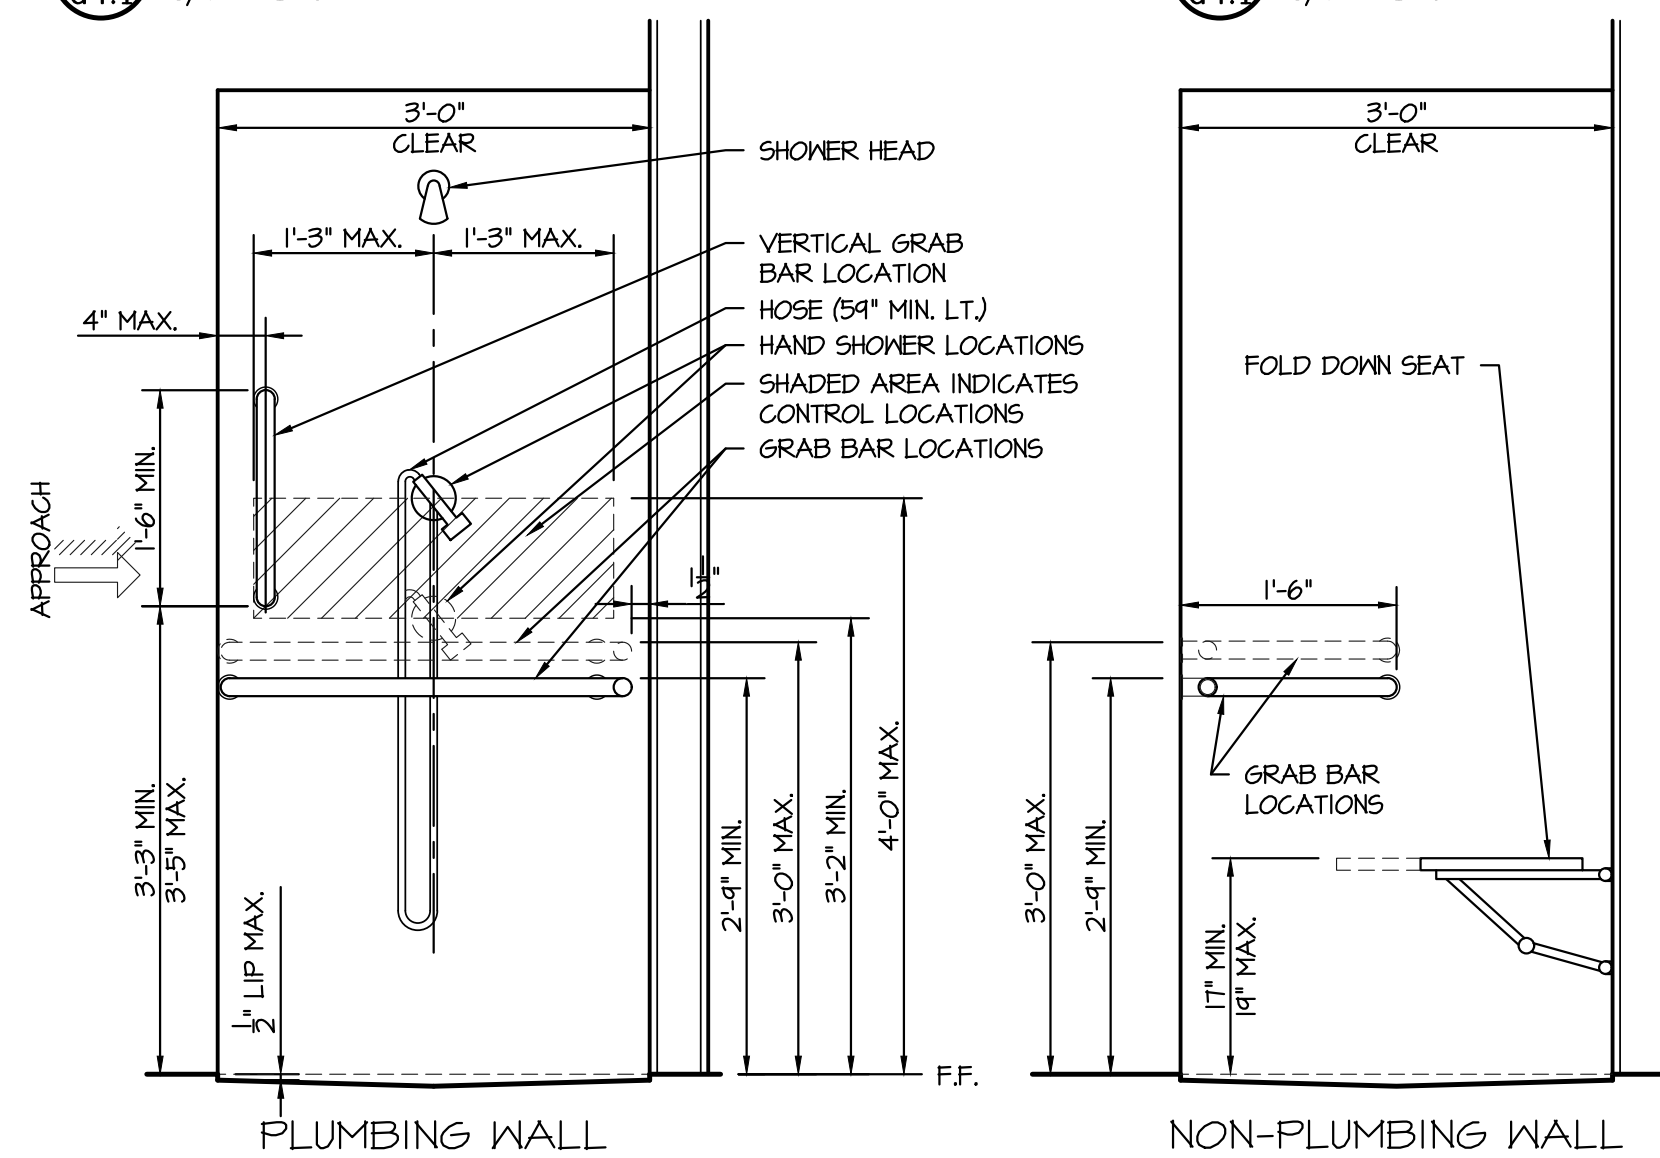 3'-0"
CLEAR
SHOWER HEAD
1'-3" MAX.
1'-3" MAX.
VERTICAL GRAB
BAR LOCATION
HOSE (59" MIN. LT.)
4" MAX.
HAND SHOWER LOCATIONS
SHADED AREA INDICATES
CONTROL LOCATIONS
GRAB BAR LOCATIONS
1'-6" MIN.
APPROACH
1 1/2"
3'-3" MIN.
3'-5" MAX.
1/2" LIP MAX.
2'-9" MIN.
3'-0" MAX.
3'-2" MIN.
4'-0" MAX.
F.F.
PLUMBING WALL
3'-0"
CLEAR
FOLD DOWN SEAT
1'-6"
GRAB BAR
LOCATIONS
3'-0" MAX.
2'-9" MIN.
17" MIN.
19" MAX.
NON-PLUMBING WALL